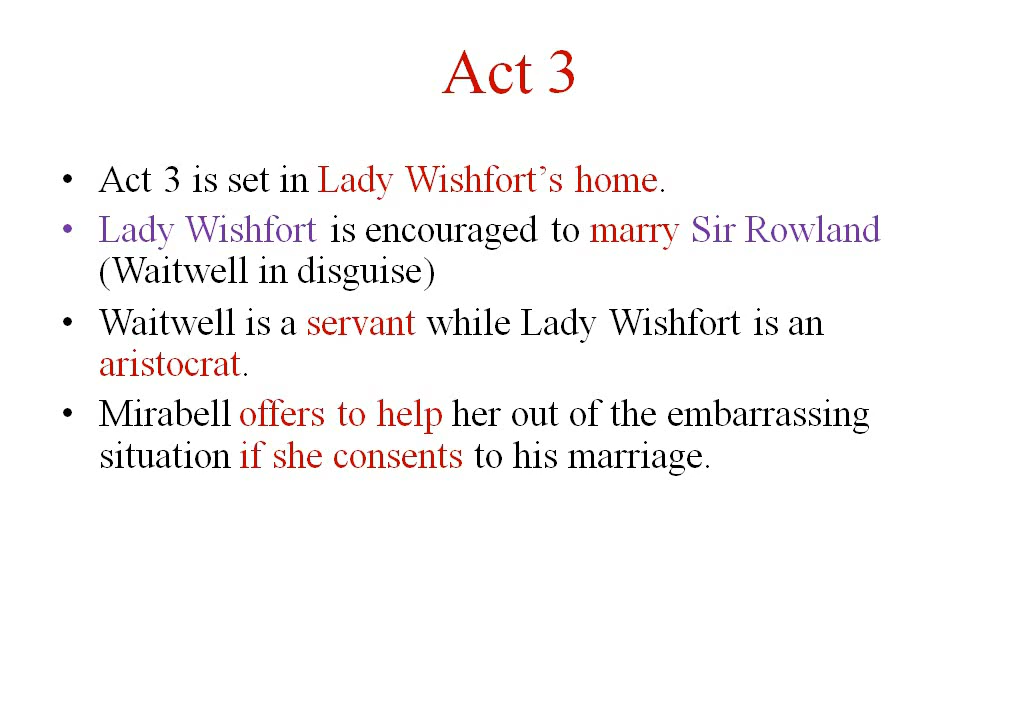 Act 3
• Act 3 is set in Lady Wishfort’s home.
• Lady Wishfort is encouraged to marry Sir Rowland
(Waitwell in disguise)
• Waitwell is a servant while Lady Wishfort is an
aristocrat.
• Mirabell offers to help her out of the embarrassing
situation if she consents to his marriage.